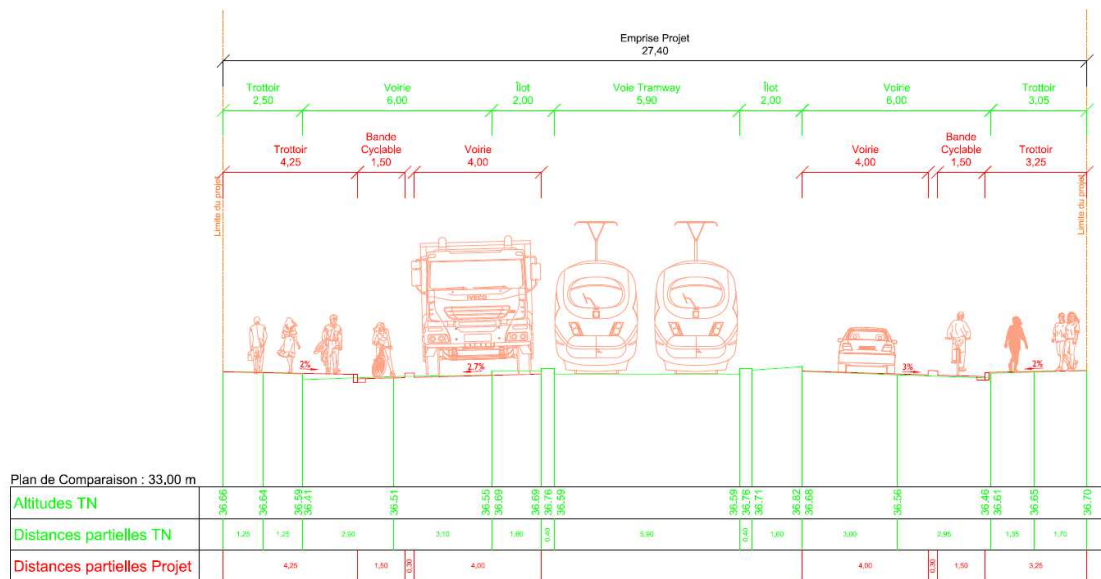 Emprise Projet
27,40
Trottoir Voirie Îlot Voie Tramway Îlot Voirie Trottoir
2,50 6,00 2,00 5,90 2,00 6,00 3,05
Bande Bande
Trottoir Cyclable Voirie Voirie Cyclable Trottoir
4,25 1,50 4,00 4,00 1,50 3,25
Limite du projet
Limite du projet
IVECO
2% 2.7% 3% 2%
Plan de Comparaison : 33,00 m
Altitudes TN 36.66 36.64 36.59 36.41 36.51 36.55 36.69 36.69 36.76 36.59 36.59 36.76 36.71 36.82 36.68 36.56 36.46 36.61 36.65 36.70
Distances partielles TN 1,25 1,25 2,90 3,10 1,60 0,40 5,90 0,40 1,60 2,95 1,35 1,70
Distances partielles Projet 4,25 1,50 0,30 4,00 4,00 0,30 1,50 3,25